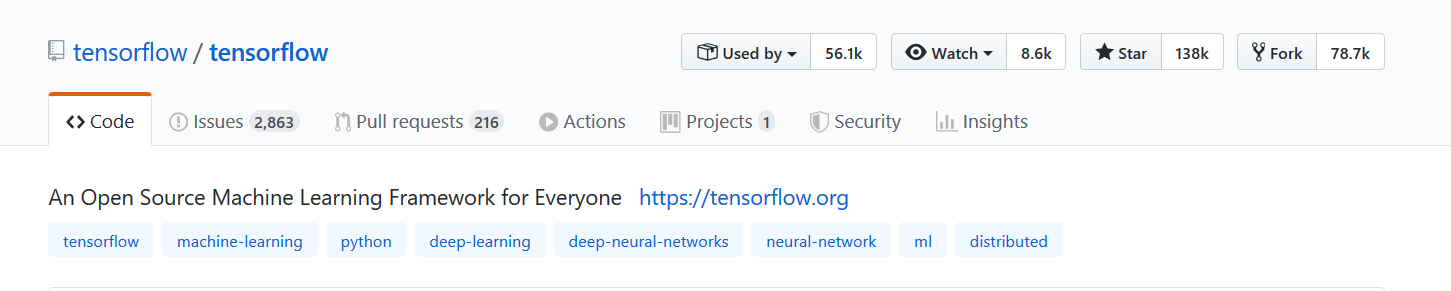 tensorflow / tensorflow Used by 56.1k Watch 8.6k Star 138k Fork 78.7k
Code Issues 2,863 Pull requests 216 Actions Projects 1 Security Insights
An Open Source Machine Learning Framework for Everyone https://tensorflow.org
tensorflow machine-learning python deep-learning deep-neural-networks neural-network ml distributed